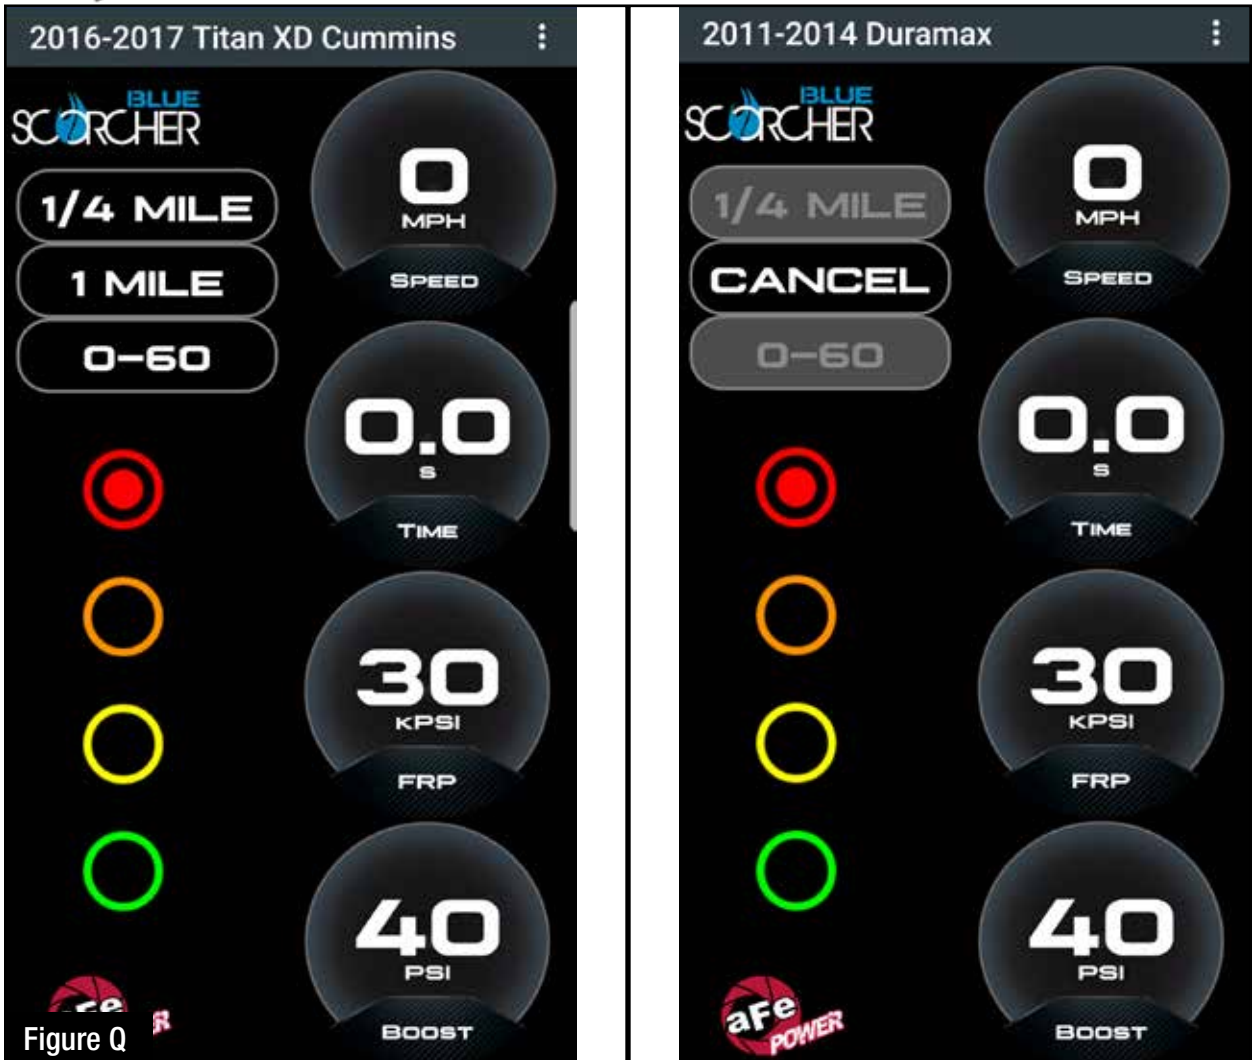 2016-2017 Titan XD Cummins
BLUE
SCORCHER
1/4 MILE
1 MILE
0-60
0
MPH
SPEED
0.0
S
TIME
30
KPSI
FRP
40
PSI
BOOST
aFe
R
Figure Q
2011-2014 Duramax
BLUE
SCORCHER
1/4 MILE
CANCEL
0-60
0
MPH
SPEED
0.0
S
TIME
30
KPSI
FRP
40
PSI
BOOST
aFe
POWER